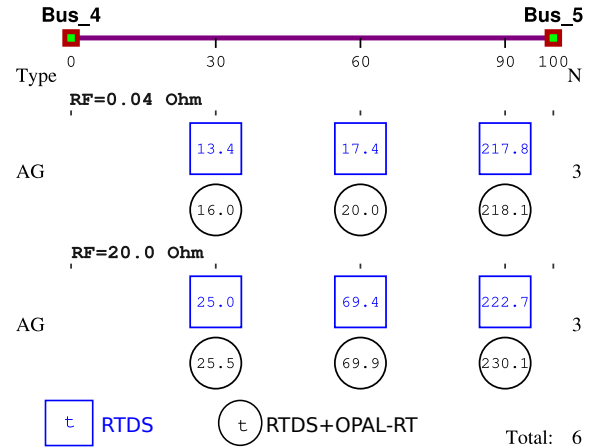 Bus_4 Bus_5
0 30 60 90 100
Type N
RF=0.04 Ohm
13.4 17.4 217.8
AG 3
16.0 20.0 218.1
RF=20.0 Ohm
25.0 69.4 222.7
AG 3
25.5 69.9 230.1
t RTDS t RTDS+OPAL-RT
Total: 6